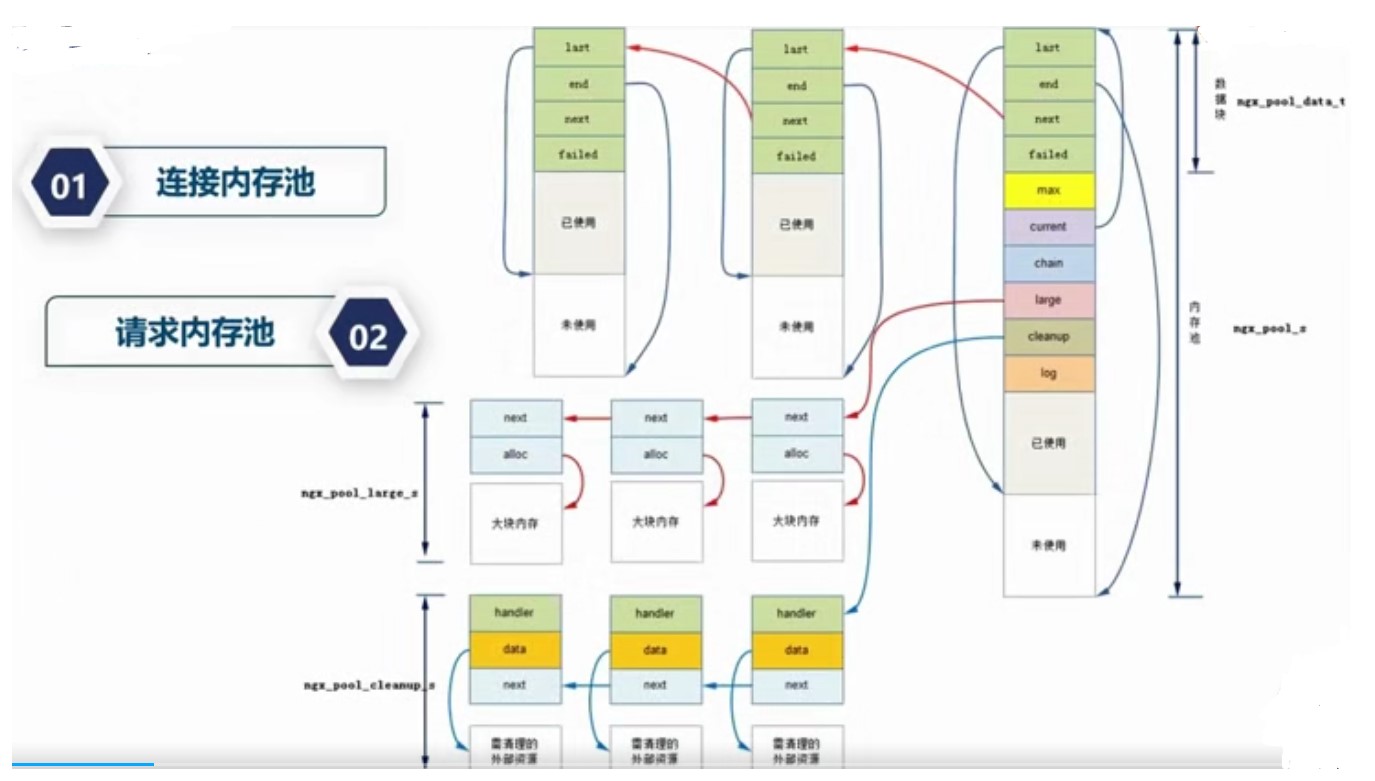 01
连接内存池
请求内存池
02
last
end
next
failed
已使用
未使用
last
end
next
failed
已使用
未使用
last
end
next
failed
max
current
chain
large
cleanup
log
已使用
未使用
数据块
ngx_pool_data_t
内存池
ngx_pool_s
ngx_pool_large_s
next
alloc
大块内存
next
alloc
大块内存
next
alloc
大块内存
ngx_pool_cleanup_s
handler
data
next
需清理的
外部资源
handler
data
next
需清理的
外部资源
handler
data
next
需清理的
外部资源